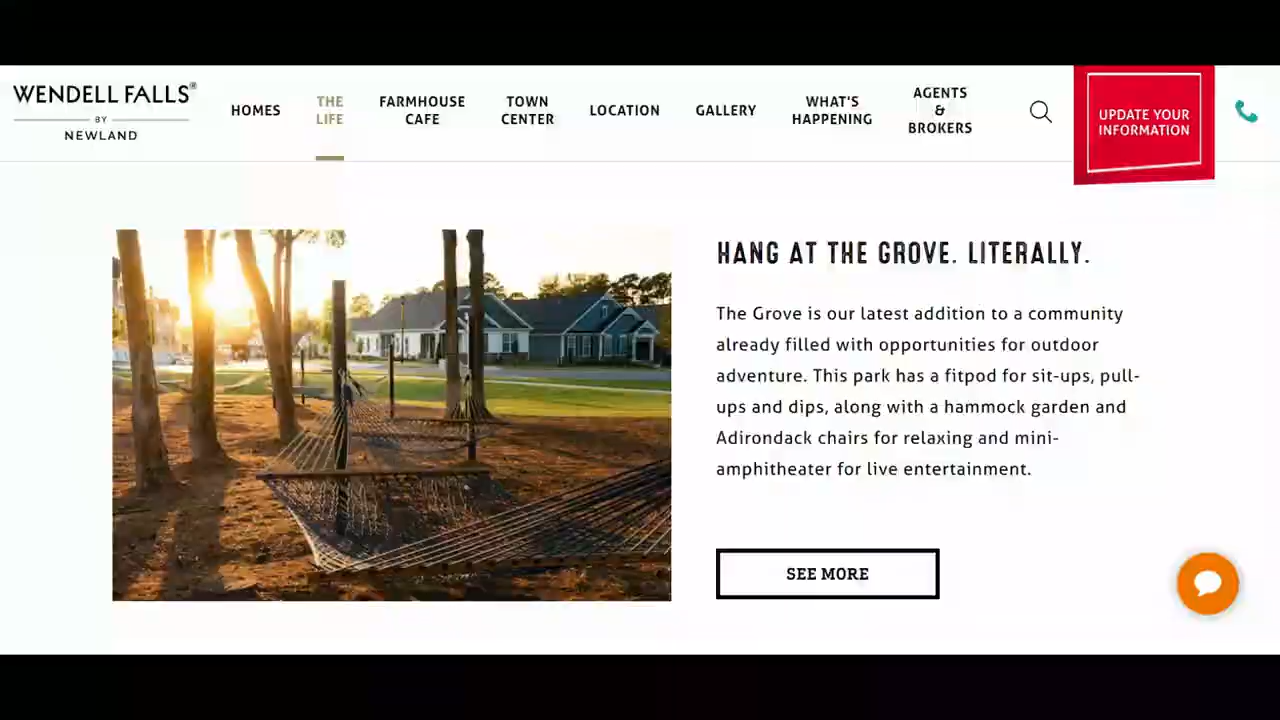 WENDELL FALLS®
BY
NEWLAND
HOMES
THE
LIFE
FARMHOUSE
CAFE
TOWN
CENTER
LOCATION
GALLERY
WHAT'S
HAPPENING
AGENTS
&
BROKERS
UPDATE YOUR
INFORMATION
HANG AT THE GROVE. LITERALLY.
The Grove is our latest addition to a community
already filled with opportunities for outdoor
adventure. This park has a fitpod for sit-ups, pull-
ups and dips, along with a hammock garden and
Adirondack chairs for relaxing and mini-
amphitheater for live entertainment.
SEE MORE